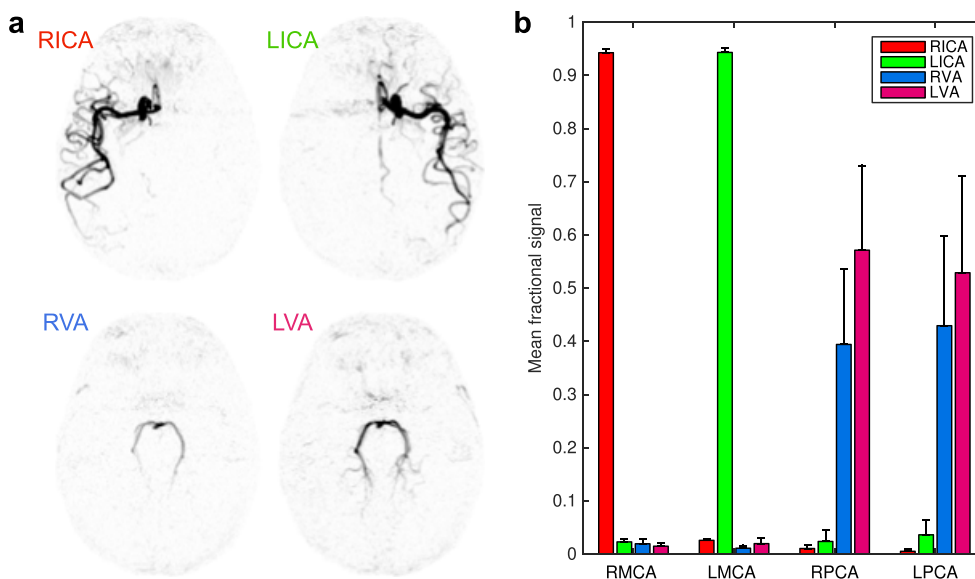 a
RICA
LICA
RVA
LVA
b
1
0.9
0.8
0.7
0.6
0.5
0.4
0.3
0.2
0.1
0
Mean fractional signal
RICA
LICA
RVA
LVA
RMCA
LMCA
RPCA
LPCA